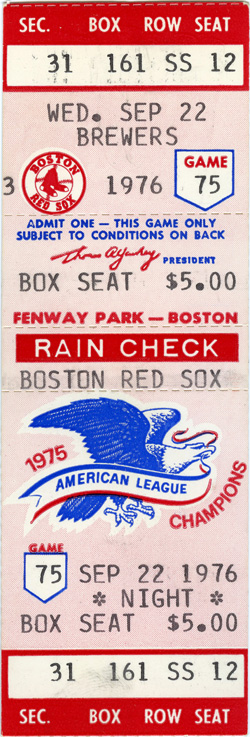 SEC. BOX ROW SEAT
31 161 SS 12
WED. SEP 22
BREWERS
BOSTON
RED SOX
3
1976
GAME
75
ADMIT ONE — THIS GAME ONLY
SUBJECT TO CONDITIONS ON BACK
PRESIDENT
BOX SEAT $5.00
FENWAY PARK — BOSTON
RAIN CHECK
BOSTON RED SOX
1975
AMERICAN LEAGUE
CHAMPIONS
GAME
75
SEP 22 1976
* NIGHT *
BOX SEAT $5.00
31 161 SS 12
SEC. BOX ROW SEAT